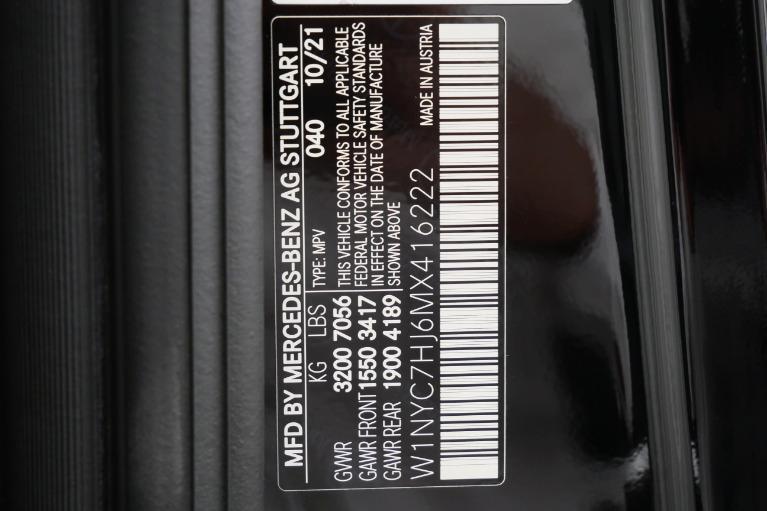 MFD BY MERCEDES-BENZ AG STUTTGART
KG LBS
GVWR 3200 7056
GAWR FRONT 1550 3417
GAWR REAR 1900 4189
TYPE: MPV 040 10/21
THIS VEHICLE CONFORMS TO ALL APPLICABLE
FEDERAL MOTOR VEHICLE SAFETY STANDARDS
IN EFFECT ON THE DATE OF MANUFACTURE
SHOWN ABOVE
MADE IN AUSTRIA
W1NYC7HJ6MX416222